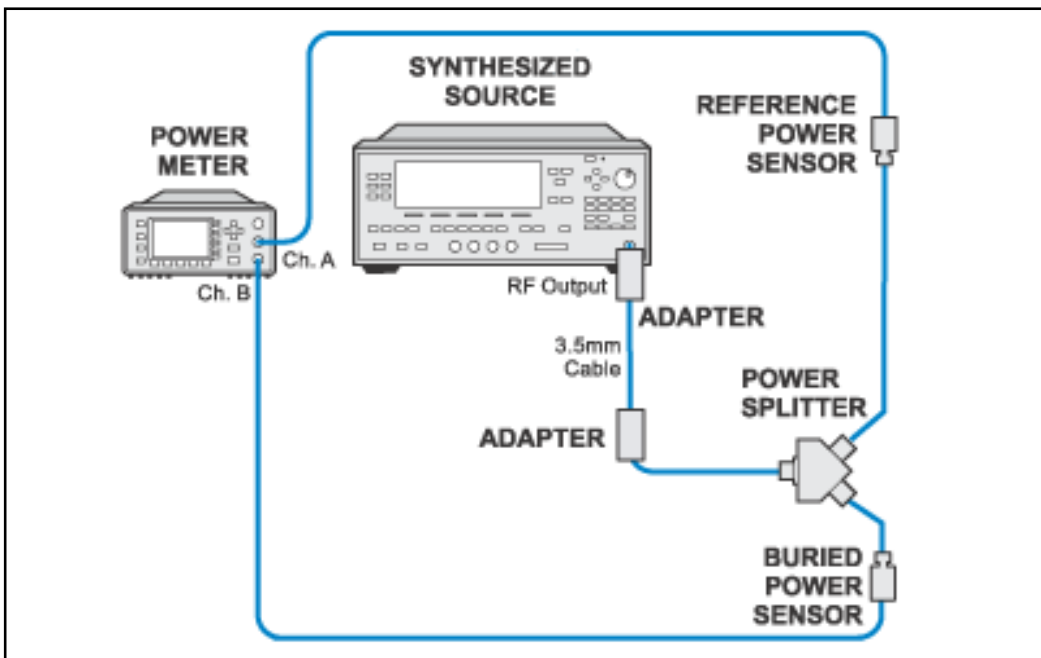 SYNTHESIZED
SOURCE
REFERENCE
POWER
SENSOR
POWER
METER
Ch. A
Ch. B
RF Output
ADAPTER
3.5mm
Cable
POWER
SPLITTER
ADAPTER
BURIED
POWER
SENSOR